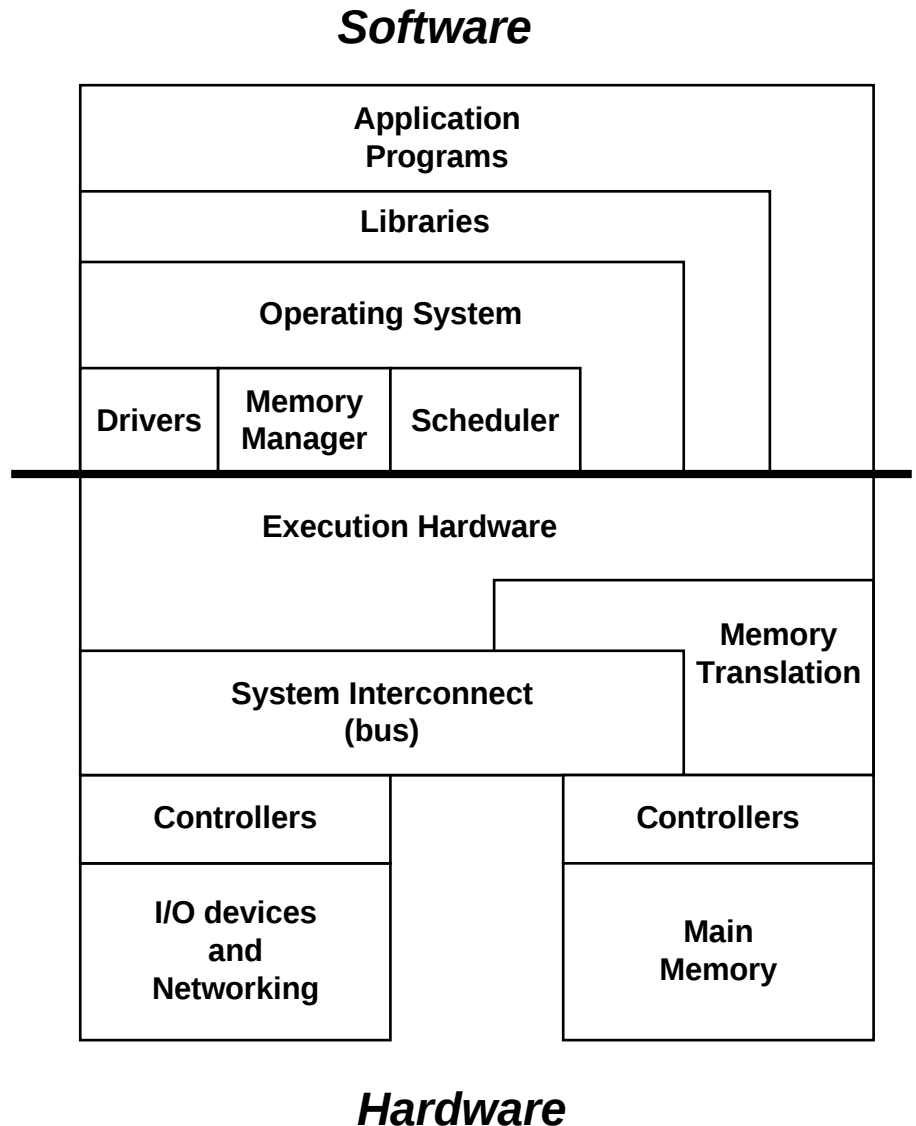 Software
Application
Programs
Libraries
Operating System
Drivers
Memory
Manager
Scheduler
Execution Hardware
Memory
Translation
System Interconnect
(bus)
Controllers
Controllers
I/O devices
and
Networking
Main
Memory
Hardware